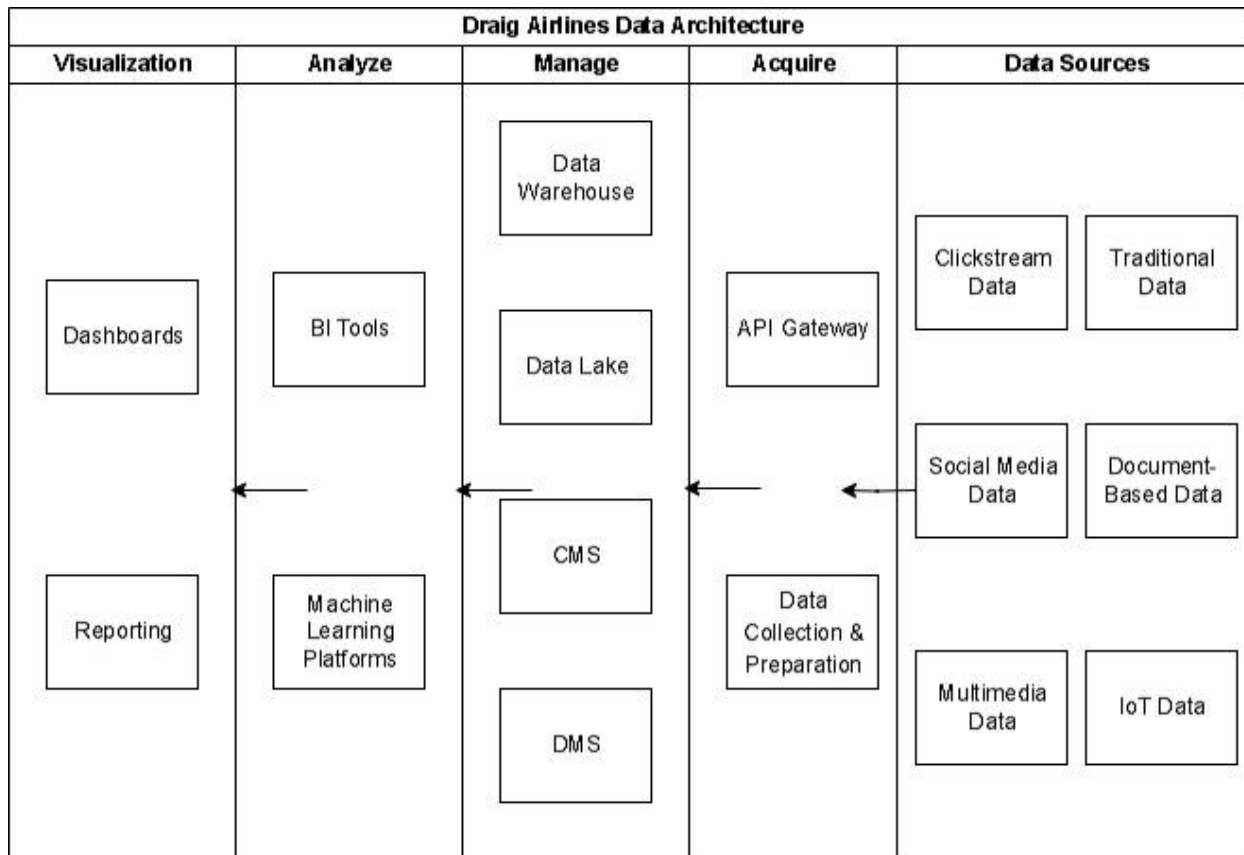 Draig Airlines Data Architecture
Visualization
Analyze
Manage
Acquire
Data Sources
Dashboards
Reporting
BI Tools
Machine
Learning
Platforms
Data
Warehouse
Data Lake
CMS
DMS
API Gateway
Data
Collection &
Preparation
Clickstream
Data
Traditional
Data
Social Media
Data
Document-
Based Data
Multimedia
Data
IoT Data